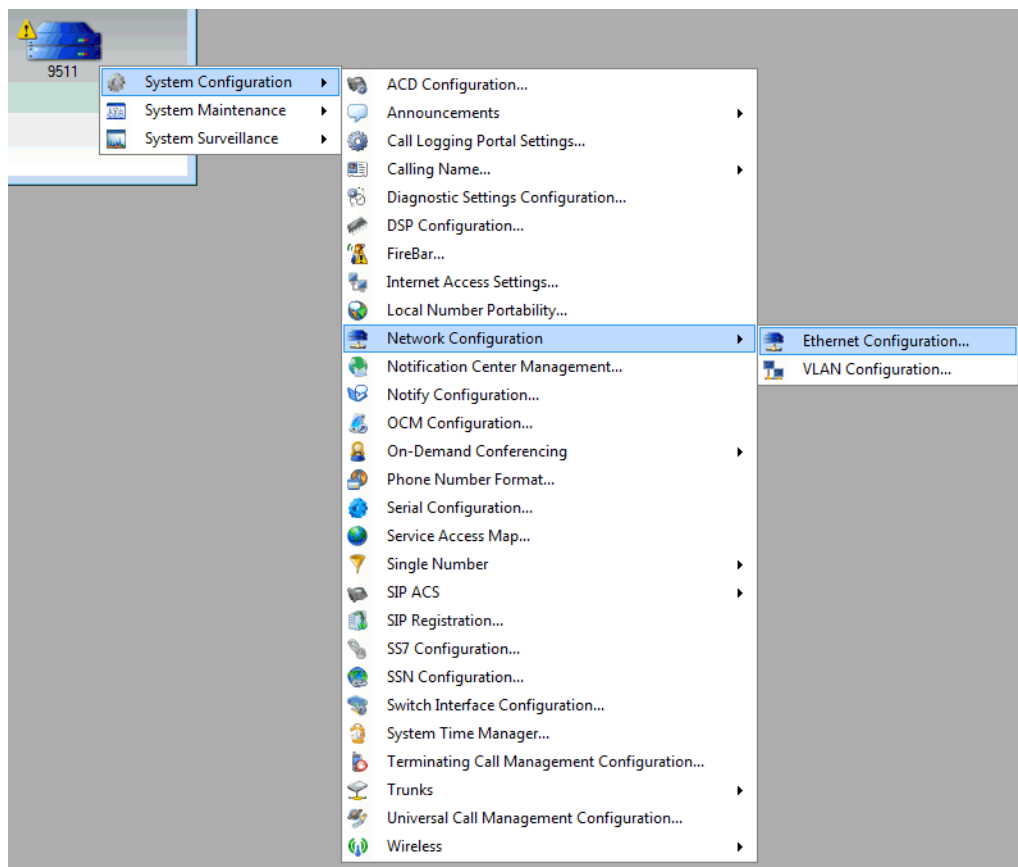 9511
System Configuration
System Maintenance
System Surveillance
ACD Configuration...
Announcements
Call Logging Portal Settings...
Calling Name...
Diagnostic Settings Configuration...
DSP Configuration...
FireBar...
Internet Access Settings...
Local Number Portability...
Network Configuration
Notification Center Management...
Notify Configuration...
OCM Configuration...
On-Demand Conferencing
Phone Number Format...
Serial Configuration...
Service Access Map...
Single Number
SIP ACS
SIP Registration...
SS7 Configuration...
SSN Configuration...
Switch Interface Configuration...
System Time Manager...
Terminating Call Management Configuration...
Trunks
Universal Call Management Configuration...
Wireless
Ethernet Configuration...
VLAN Configuration...